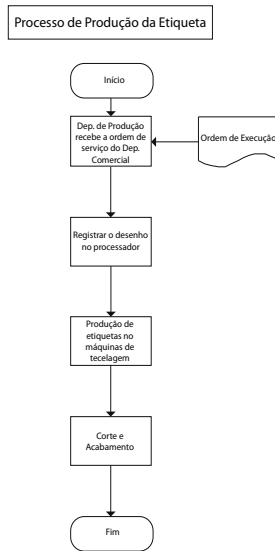 Processo de Produção da Etiqueta
Início
Dep. de Produção
recebe a ordem de
serviço do Dep.
Comercial
Ordem de Execução
Registrar o desenho
no processador
Produção de
etiquetas no
máquinas de
tecelagem
Corte e
Acabamento
Fim